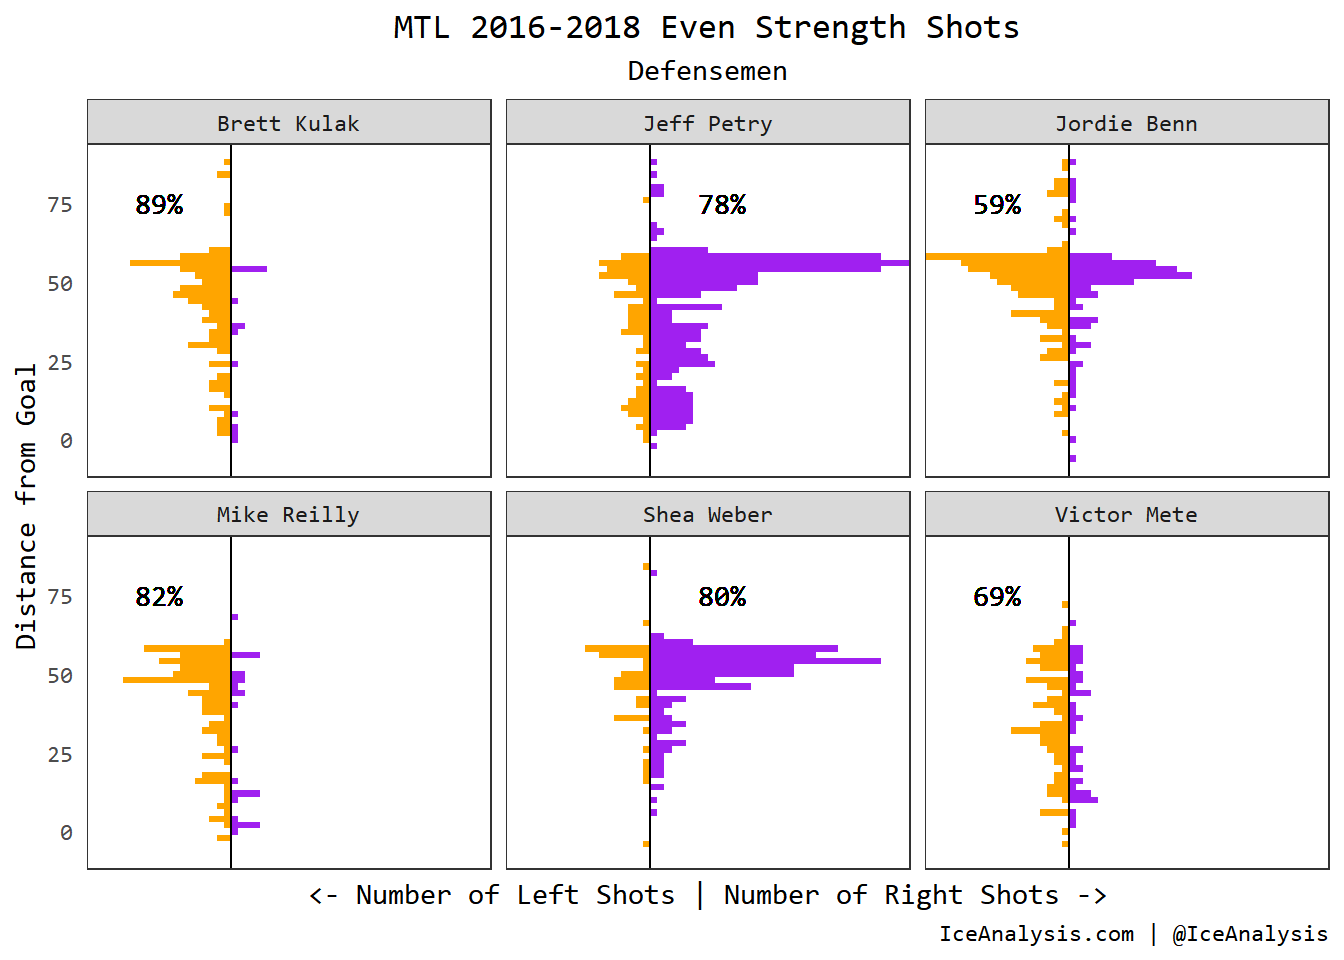 MTL 2016-2018 Even Strength Shots
Defensemen
Brett Kulak
Jeff Petry
Jordie Benn
89%
78%
59%
75
50
25
0
Mike Reilly
Shea Weber
Victor Mete
82%
80%
69%
75
50
25
0
Distance from Goal
<- Number of Left Shots | Number of Right Shots ->
IceAnalysis.com | @IceAnalysis